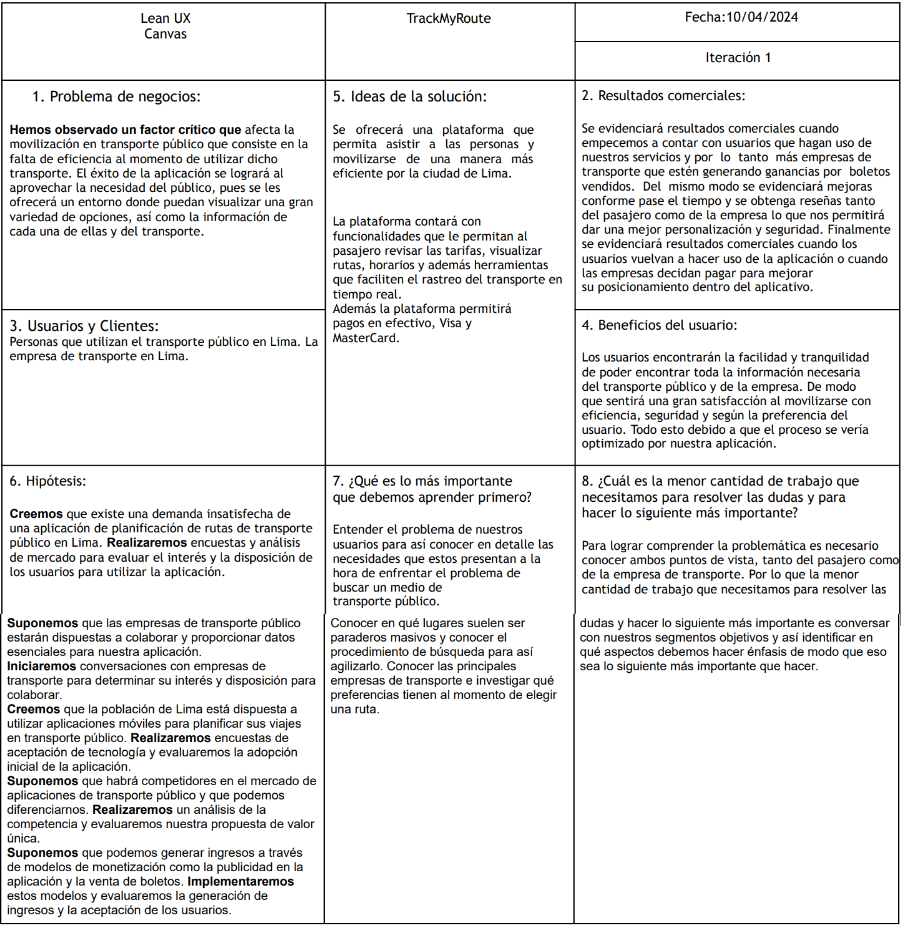 Lean UX
Canvas
TrackMyRoute
Fecha:10/04/2024
Iteración 1
1. Problema de negocios:
Hemos observado un factor crítico que afecta la
movilización en transporte público que consiste en la
falta de eficiencia al momento de utilizar dicho
transporte. El éxito de la aplicación se logrará al
aprovechar la necesidad del público, pues se les
ofrecerá un entorno donde puedan visualizar una gran
variedad de opciones, así como la información de
cada una de ellas y del transporte.
5. Ideas de la solución:
Se ofrecerá una plataforma que
permita asistir a las personas y
movilizarse de una manera más
eficiente por la ciudad de Lima.
La plataforma contará con
funcionalidades que le permitan al
pasajero revisar las tarifas, visualizar
rutas, horarios y además herramientas
que faciliten el rastreo del transporte en
tiempo real.
Además la plataforma permitirá
pagos en efectivo, Visa y
MasterCard.
2. Resultados comerciales:
Se evidenciará resultados comerciales cuando
empecemos a contar con usuarios que hagan uso de
nuestros servicios y por lo tanto más empresas de
transporte que estén generando ganancias por boletos
vendidos. Del mismo modo se evidenciará mejoras
conforme pase el tiempo y se obtenga reseñas tanto
del pasajero como de la empresa lo que nos permitirá
dar una mejor personalización y seguridad. Finalmente
se evidenciará resultados comerciales cuando los
usuarios vuelvan a hacer uso de la aplicación o cuando
las empresas decidan pagar para mejorar
su posicionamiento dentro del aplicativo.
3. Usuarios y Clientes:
Personas que utilizan el transporte público en Lima. La
empresa de transporte en Lima.
4. Beneficios del usuario:
Los usuarios encontrarán la facilidad y tranquilidad
de poder encontrar toda la información necesaria
del transporte público y de la empresa. De modo
que sentirá una gran satisfacción al movilizarse con
eficiencia, seguridad y según la preferencia del
usuario. Todo esto debido a que el proceso se vería
optimizado por nuestra aplicación.
6. Hipótesis:
Creemos que existe una demanda insatisfecha de
una aplicación de planificación de rutas de transporte
público en Lima. Realizaremos encuestas y análisis
de mercado para evaluar el interés y la disposición de
los usuarios para utilizar la aplicación.
Suponemos que las empresas de transporte público
estarán dispuestas a colaborar y proporcionar datos
esenciales para nuestra aplicación.
Iniciaremos conversaciones con empresas de
transporte para determinar su interés y disposición para
colaborar.
Creemos que la población de Lima está dispuesta a
utilizar aplicaciones móviles para planificar sus viajes
en transporte público. Realizaremos encuestas de
aceptación de tecnología y evaluaremos la adopción
inicial de la aplicación.
Suponemos que habrá competidores en el mercado de
aplicaciones de transporte público y que podemos
diferenciarnos. Realizaremos un análisis de la
competencia y evaluaremos nuestra propuesta de valor
única.
Suponemos que podemos generar ingresos a través
de modelos de monetización como la publicidad en la
aplicación y la venta de boletos. Implementaremos
estos modelos y evaluaremos la generación de
ingresos y la aceptación de los usuarios.
7. ¿Qué es lo más importante
que debemos aprender primero?
Entender el problema de nuestros
usuarios para así conocer en detalle las
necesidades que estos presentan a la
hora de enfrentar el problema de
buscar un medio de
transporte público.
Conocer en qué lugares suelen ser
paraderos masivos y conocer el
procedimiento de búsqueda para así
agilizarlo. Conocer las principales
empresas de transporte e investigar qué
preferencias tienen al momento de elegir
una ruta.
8. ¿Cuál es la menor cantidad de trabajo que
necesitamos para resolver las dudas y para
hacer lo siguiente más importante?
Para lograr comprender la problemática es necesario
conocer ambos puntos de vista, tanto del pasajero como
de la empresa de transporte. Por lo que la menor
cantidad de trabajo que necesitamos para resolver las
dudas y hacer lo siguiente más importante es conversar
con nuestros segmentos objetivos y así identificar en
qué aspectos debemos hacer énfasis de modo que eso
sea lo siguiente más importante que hacer.